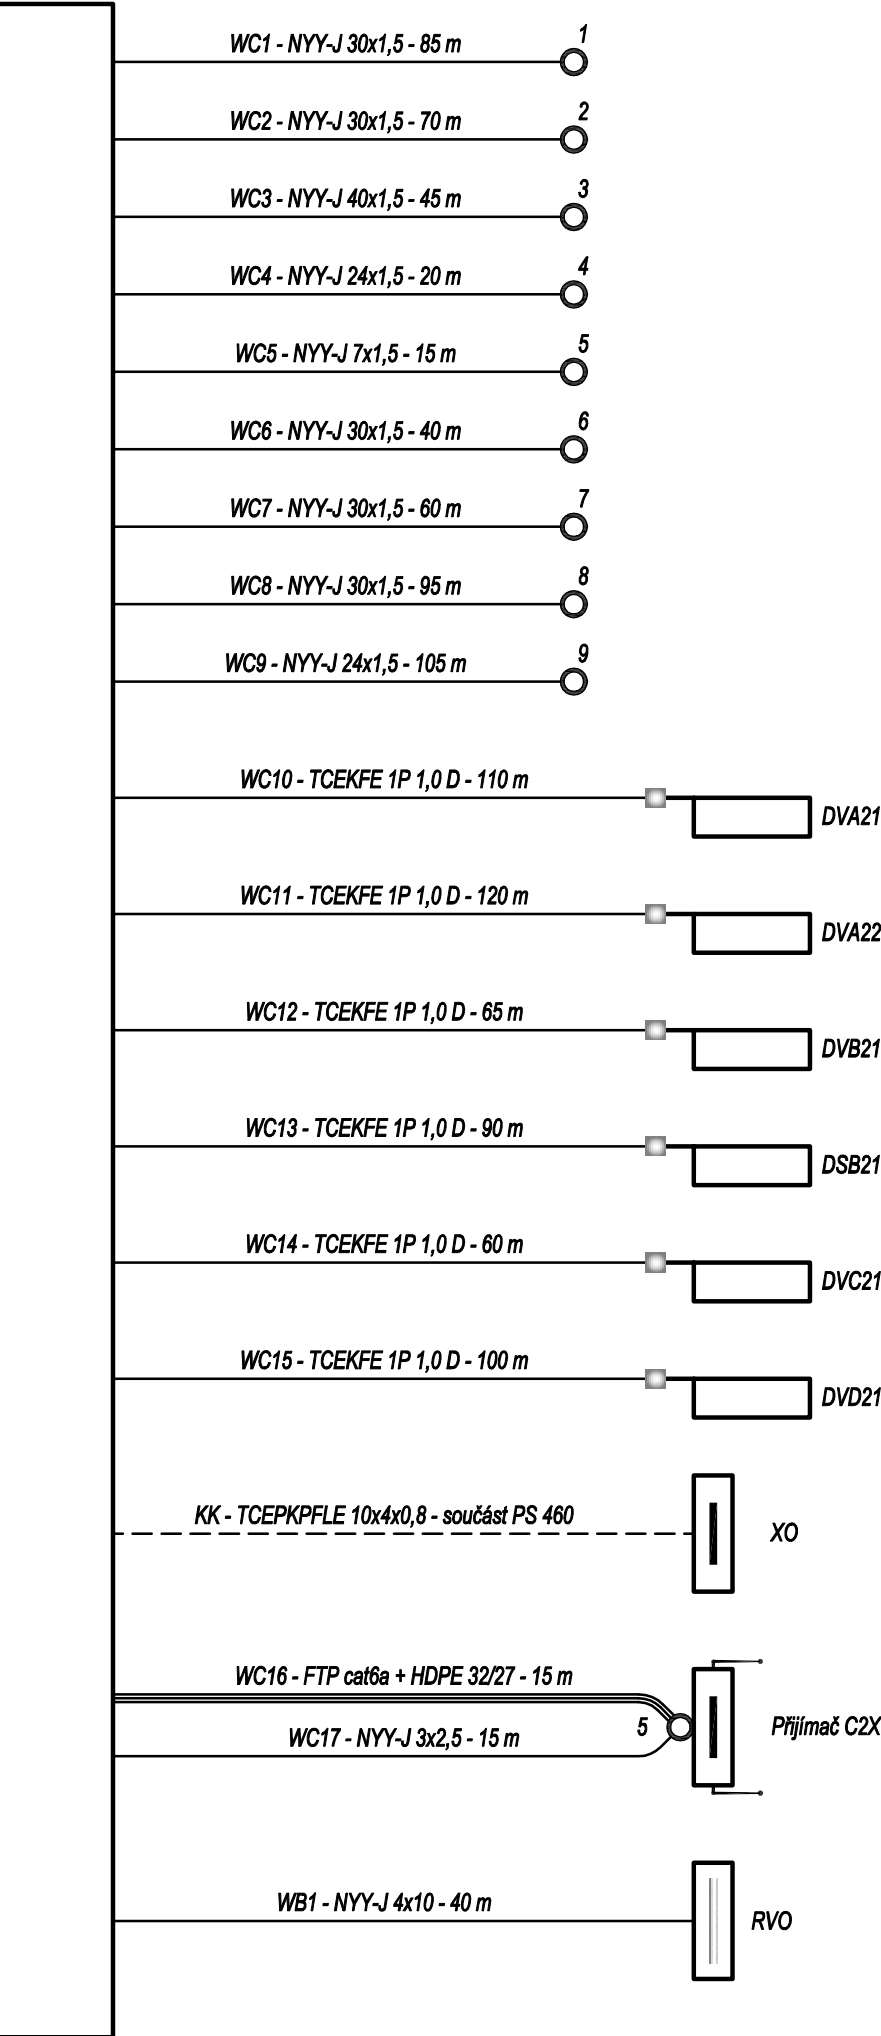 WC1 - NYY-J 30x1,5 - 85 m
1
WC2 - NYY-J 30x1,5 - 70 m
2
WC3 - NYY-J 40x1,5 - 45 m
3
WC4 - NYY-J 24x1,5 - 20 m
4
WC5 - NYY-J 7x1,5 - 15 m
5
WC6 - NYY-J 30x1,5 - 40 m
6
WC7 - NYY-J 30x1,5 - 60 m
7
WC8 - NYY-J 30x1,5 - 95 m
8
WC9 - NYY-J 24x1,5 - 105 m
9
WC10 - TCEKFE 1P 1,0 D - 110 m
DVA21
WC11 - TCEKFE 1P 1,0 D - 120 m
DVA22
WC12 - TCEKFE 1P 1,0 D - 65 m
DVB21
WC13 - TCEKFE 1P 1,0 D - 90 m
DSB21
WC14 - TCEKFE 1P 1,0 D - 60 m
DVC21
WC15 - TCEKFE 1P 1,0 D - 100 m
DVD21
KK - TCEPKPFLE 10x4x0,8 - součást PS 460
XO
WC16 - FTP cat6a + HDPE 32/27 - 15 m
5
Přijímač C2X
WC17 - NYY-J 3x2,5 - 15 m
WB1 - NYY-J 4x10 - 40 m
RVO